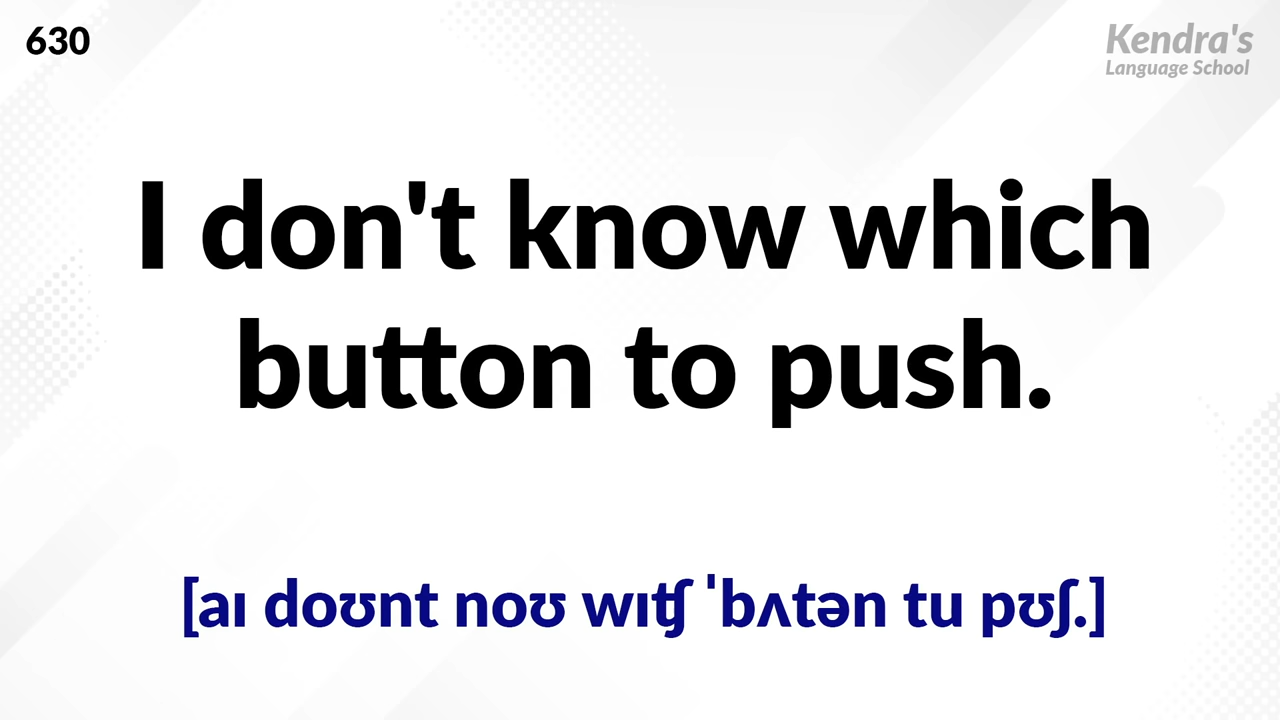 630
Kendra's
Language School
I don't know which
button to push.
[aɪ doʊnt noʊ wɪʧ ˈbʌtən tu pʊʃ.]